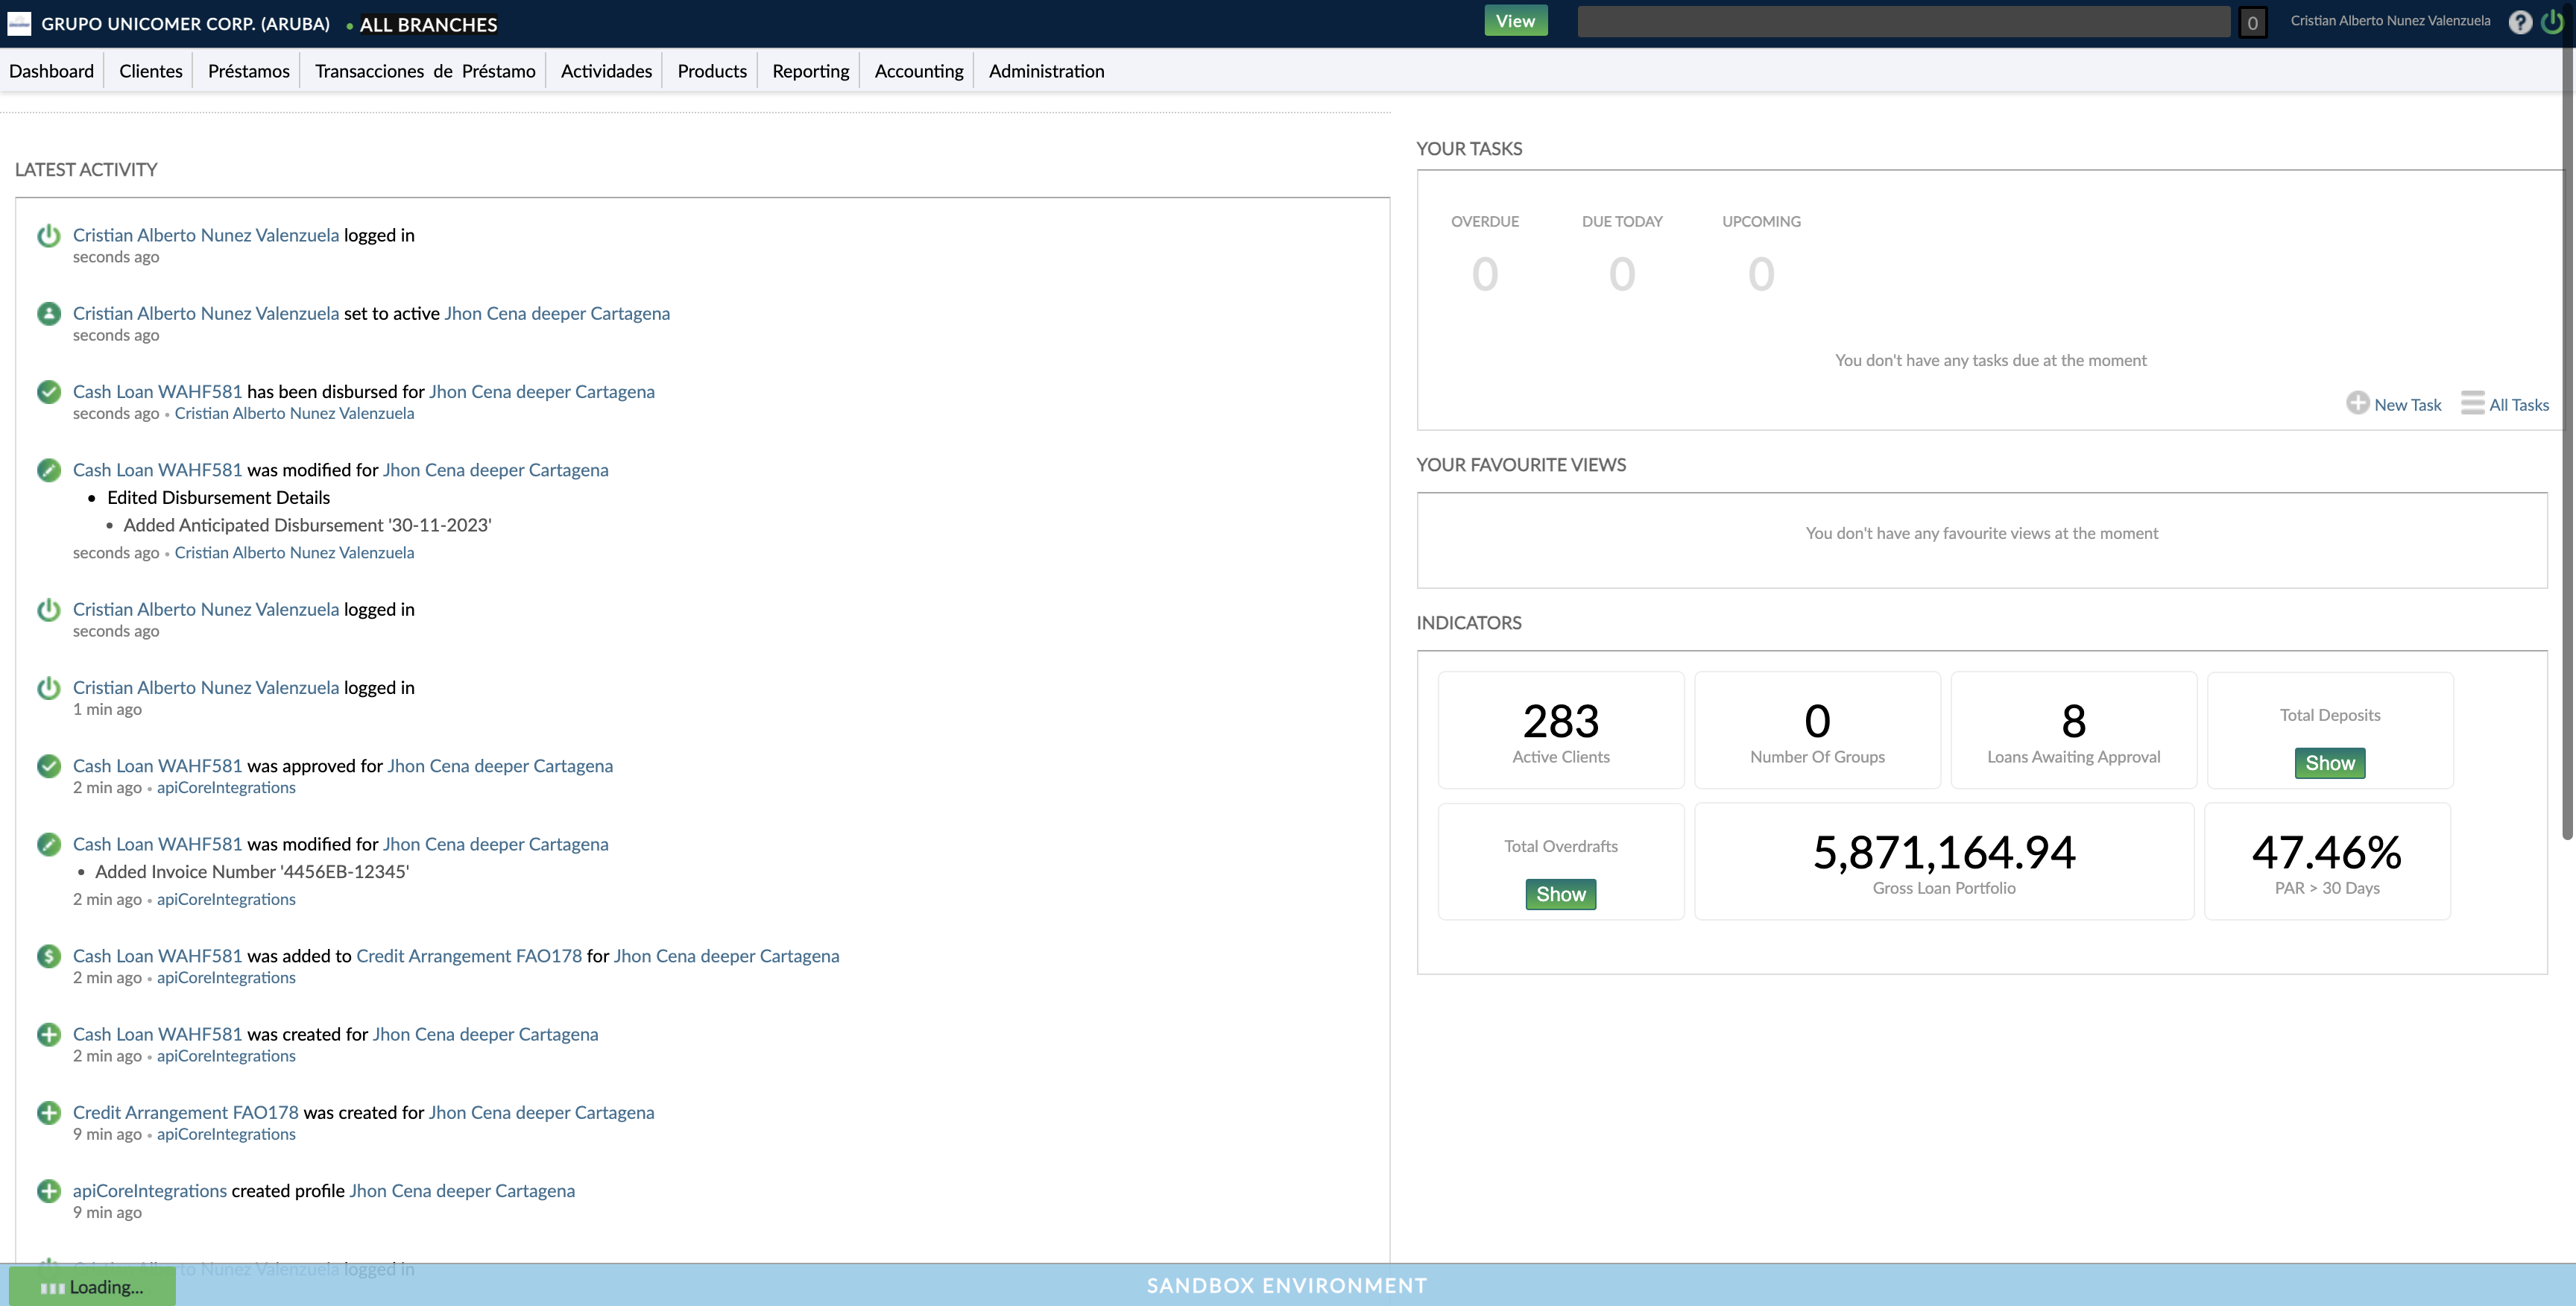 GRUPO UNICOMER CORP. (ARUBA) • ALL BRANCHES
View
0
Cristian Alberto Nunez Valenzuela
Dashboard
Clientes
Préstamos
Transacciones de Préstamo
Actividades
Products
Reporting
Accounting
Administration
LATEST ACTIVITY
Cristian Alberto Nunez Valenzuela logged in
seconds ago
Cristian Alberto Nunez Valenzuela set to active Jhon Cena deeper Cartagena
seconds ago
Cash Loan WAHF581 has been disbursed for Jhon Cena deeper Cartagena
seconds ago • Cristian Alberto Nunez Valenzuela
Cash Loan WAHF581 was modified for Jhon Cena deeper Cartagena
• Edited Disbursement Details
• Added Anticipated Disbursement '30-11-2023'
seconds ago • Cristian Alberto Nunez Valenzuela
Cristian Alberto Nunez Valenzuela logged in
seconds ago
Cristian Alberto Nunez Valenzuela logged in
1 min ago
Cash Loan WAHF581 was approved for Jhon Cena deeper Cartagena
2 min ago • apiCoreIntegrations
Cash Loan WAHF581 was modified for Jhon Cena deeper Cartagena
• Added Invoice Number '4456EB-12345'
2 min ago • apiCoreIntegrations
Cash Loan WAHF581 was added to Credit Arrangement FAO178 for Jhon Cena deeper Cartagena
2 min ago • apiCoreIntegrations
Cash Loan WAHF581 was created for Jhon Cena deeper Cartagena
2 min ago • apiCoreIntegrations
Credit Arrangement FAO178 was created for Jhon Cena deeper Cartagena
9 min ago • apiCoreIntegrations
apiCoreIntegrations created profile Jhon Cena deeper Cartagena
9 min ago
Cristian Alberto Nunez Valenzuela logged in
YOUR TASKS
OVERDUE
DUE TODAY
UPCOMING
0
0
0
You don't have any tasks due at the moment
New Task
All Tasks
YOUR FAVOURITE VIEWS
You don't have any favourite views at the moment
INDICATORS
283
Active Clients
0
Number Of Groups
8
Loans Awaiting Approval
Total Deposits
Show
Total Overdrafts
Show
5,871,164.94
Gross Loan Portfolio
47.46%
PAR > 30 Days
Loading...
SANDBOX ENVIRONMENT